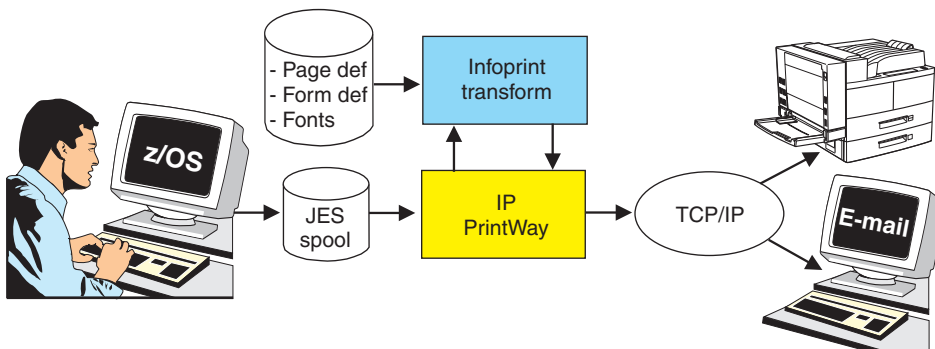 - Page def
- Form def
- Fonts
Infoprint
transform
z/OS
JES
spool
IP
PrintWay
TCP/IP
E-mail